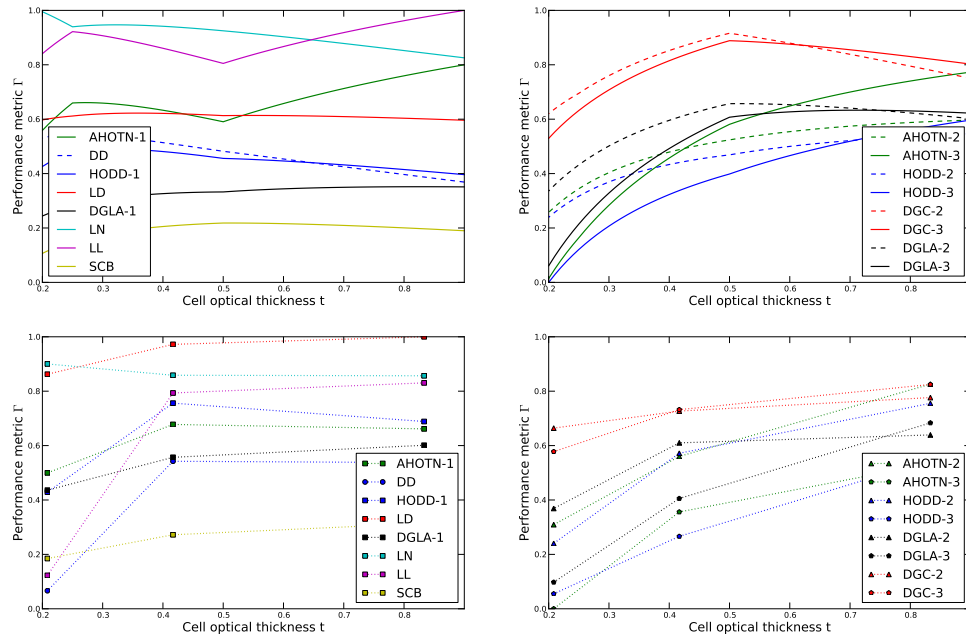 1.0
0.8
0.6
0.4
0.2
0.0
Performance metric Γ
AHOTN-1
DD
HODD-1
LD
DGLA-1
LN
LL
SCB
0.2 0.3 0.4 0.5 0.6 0.7 0.8
Cell optical thickness t
1.0
0.8
0.6
0.4
0.2
0.0
Performance metric Γ
AHOTN-2
AHOTN-3
HODD-2
HODD-3
DGC-2
DGC-3
DGLA-2
DGLA-3
0.2 0.3 0.4 0.5 0.6 0.7 0.8
Cell optical thickness t
1.0
0.8
0.6
0.4
0.2
0.0
Performance metric Γ
AHOTN-1
DD
HODD-1
LD
DGLA-1
LN
LL
SCB
0.2 0.3 0.4 0.5 0.6 0.7 0.8
Cell optical thickness t
1.0
0.8
0.6
0.4
0.2
0.0
Performance metric Γ
AHOTN-2
AHOTN-3
HODD-2
HODD-3
DGLA-2
DGLA-3
DGC-2
DGC-3
0.2 0.3 0.4 0.5 0.6 0.7 0.8
Cell optical thickness t